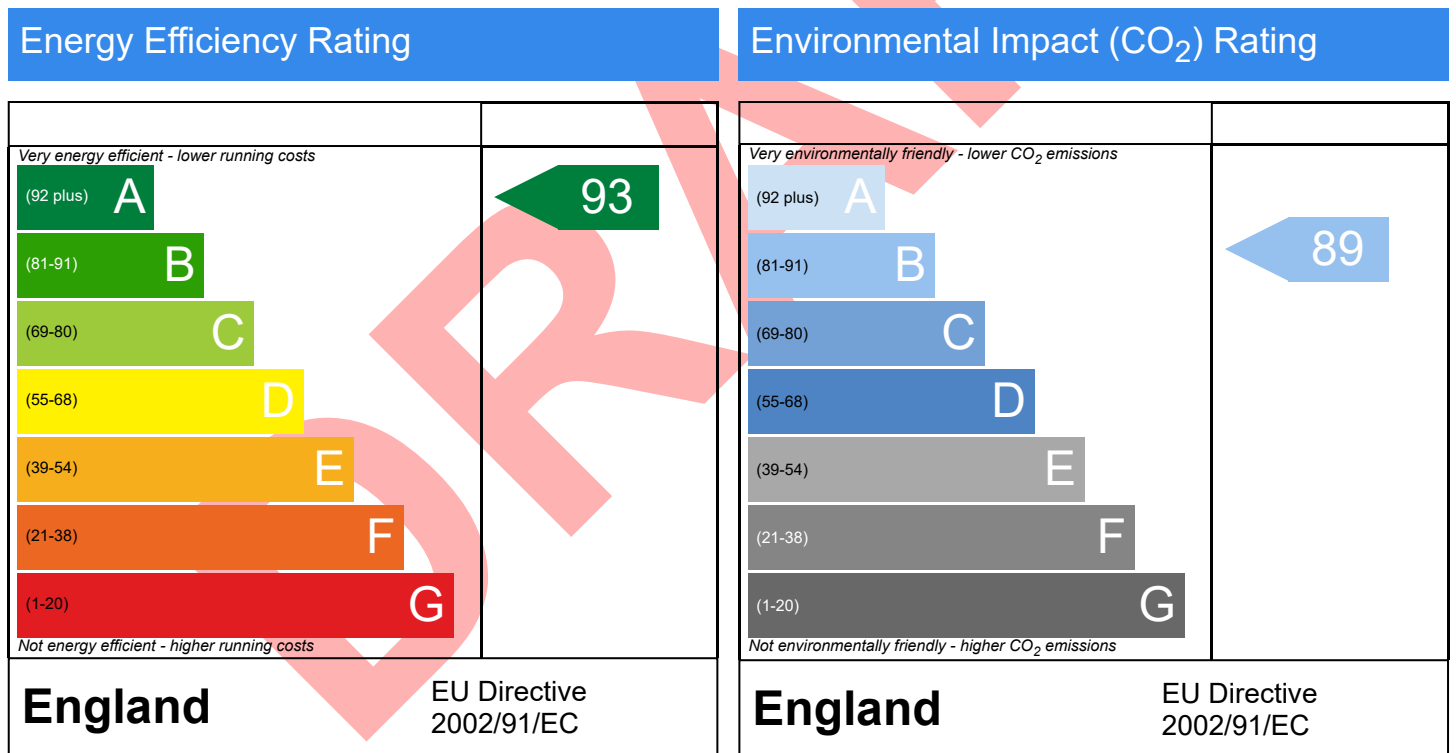 Energy Efficiency Rating
Very energy efficient - lower running costs
(92 plus) A
(81-91) B
(69-80) C
(55-68) D
(39-54) E
(21-38) F
(1-20) G
Not energy efficient - higher running costs
93
England
EU Directive
2002/91/EC
Environmental Impact (CO₂) Rating
Very environmentally friendly - lower CO₂ emissions
(92 plus) A
(81-91) B
(69-80) C
(55-68) D
(39-54) E
(21-38) F
(1-20) G
Not environmentally friendly - higher CO₂ emissions
89
England
EU Directive
2002/91/EC
DRA